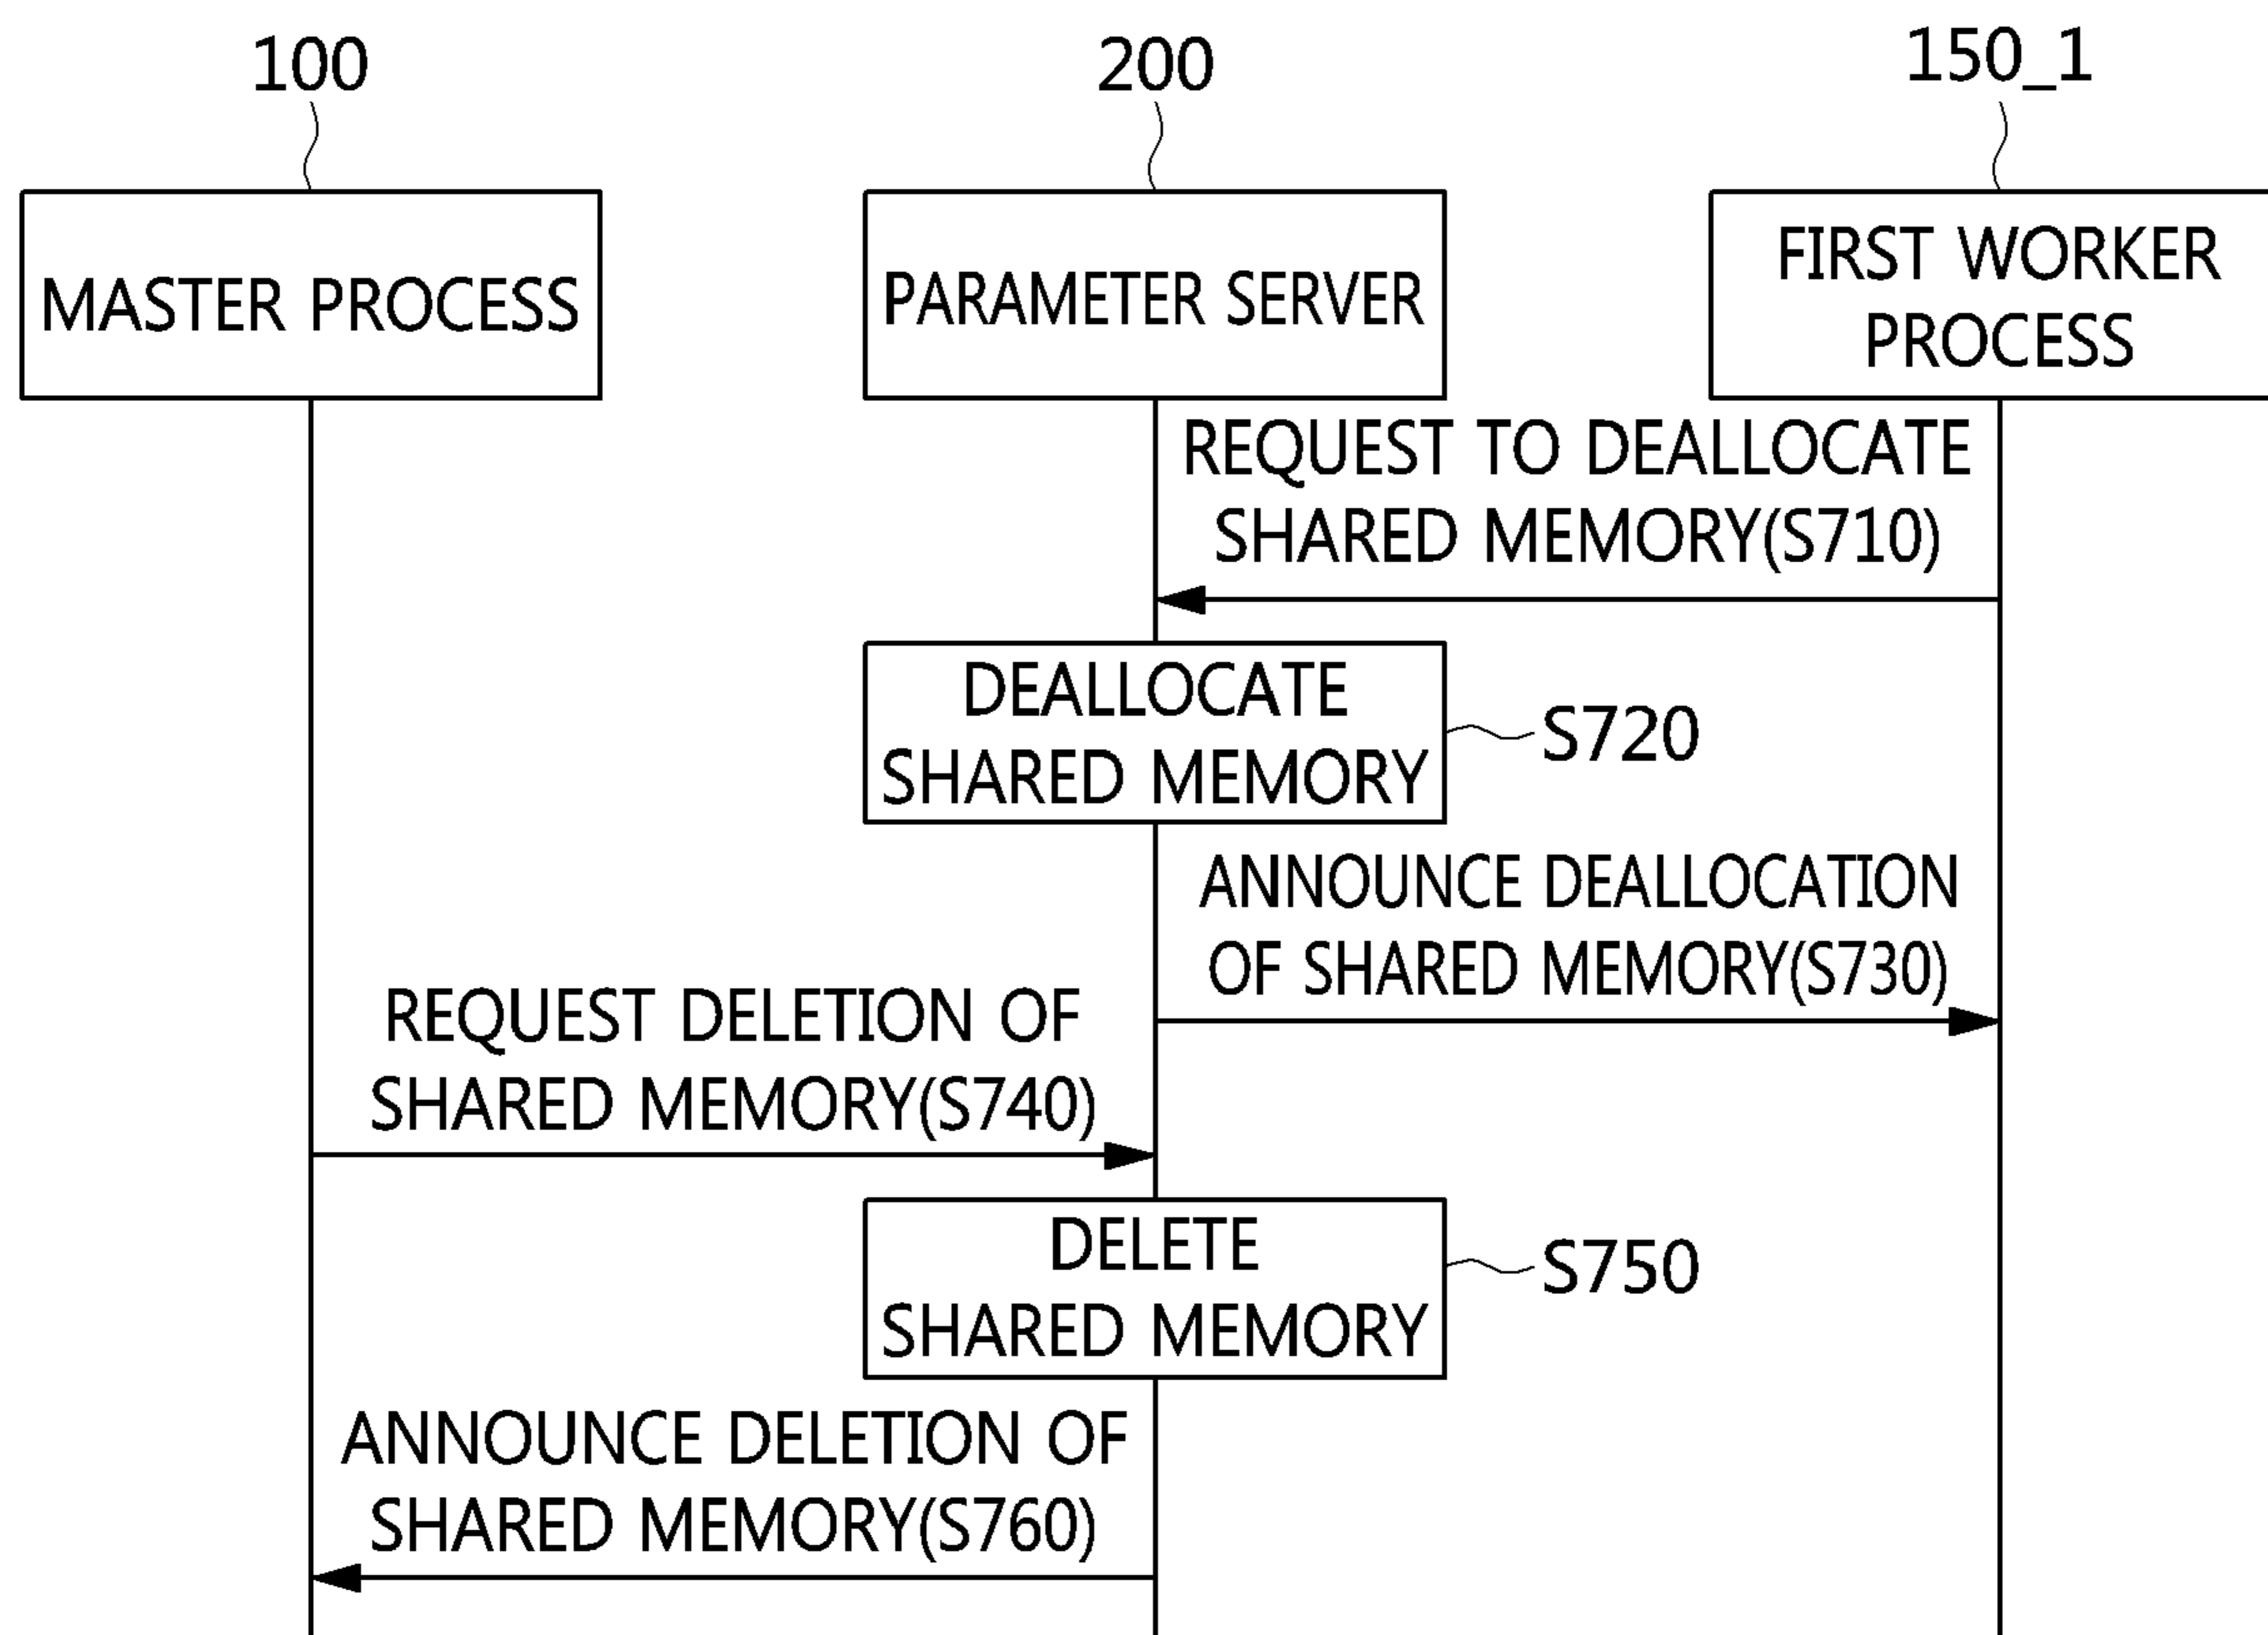 100
200
150_1
MASTER PROCESS
PARAMETER SERVER
FIRST WORKER
PROCESS
REQUEST TO DEALLOCATE
SHARED MEMORY(S710)
DEALLOCATE
SHARED MEMORY
S720
ANNOUNCE DEALLOCATION
OF SHARED MEMORY(S730)
REQUEST DELETION OF
SHARED MEMORY(S740)
DELETE
SHARED MEMORY
S750
ANNOUNCE DELETION OF
SHARED MEMORY(S760)